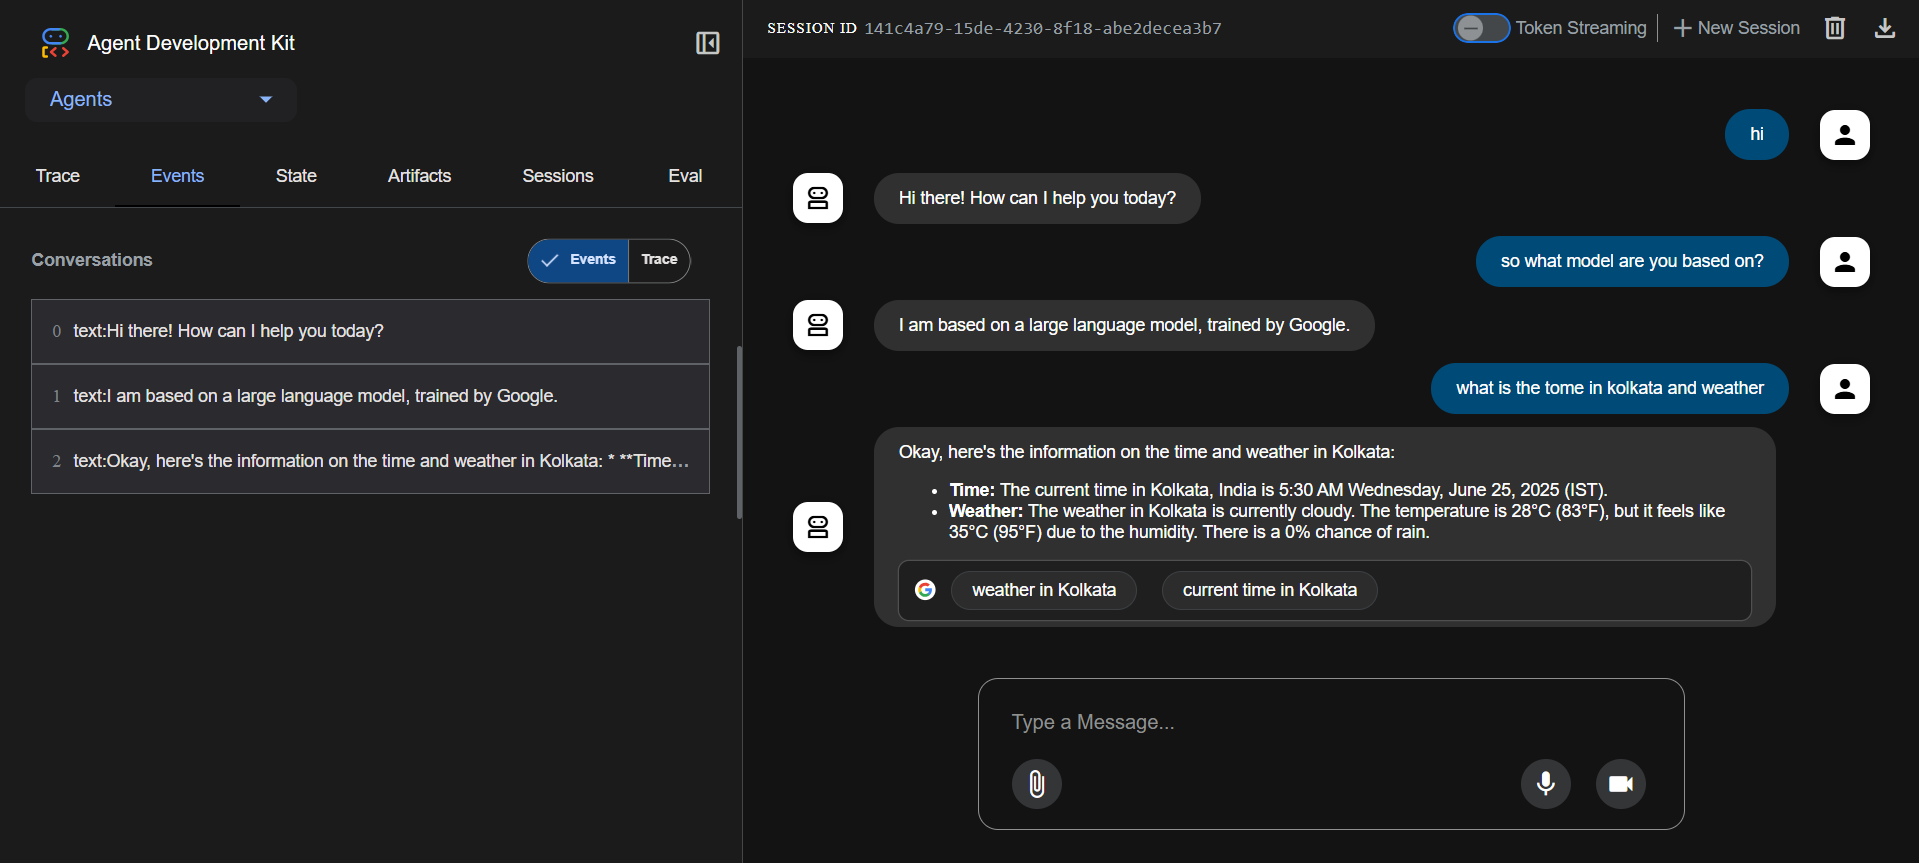 Agent Development Kit
Agents
Trace
Events
State
Artifacts
Sessions
Eval
Conversations
Events
Trace
0 text:Hi there! How can I help you today?
1 text:I am based on a large language model, trained by Google.
2 text:Okay, here's the information on the time and weather in Kolkata: * **Time...
SESSION ID 141c4a79-15de-4230-8f18-abe2decea3b7
Token Streaming
New Session
hi
Hi there! How can I help you today?
so what model are you based on?
I am based on a large language model, trained by Google.
what is the tome in kolkata and weather
Okay, here's the information on the time and weather in Kolkata:
• Time: The current time in Kolkata, India is 5:30 AM Wednesday, June 25, 2025 (IST).
• Weather: The weather in Kolkata is currently cloudy. The temperature is 28°C (83°F), but it feels like
35°C (95°F) due to the humidity. There is a 0% chance of rain.
weather in Kolkata
current time in Kolkata
Type a Message...